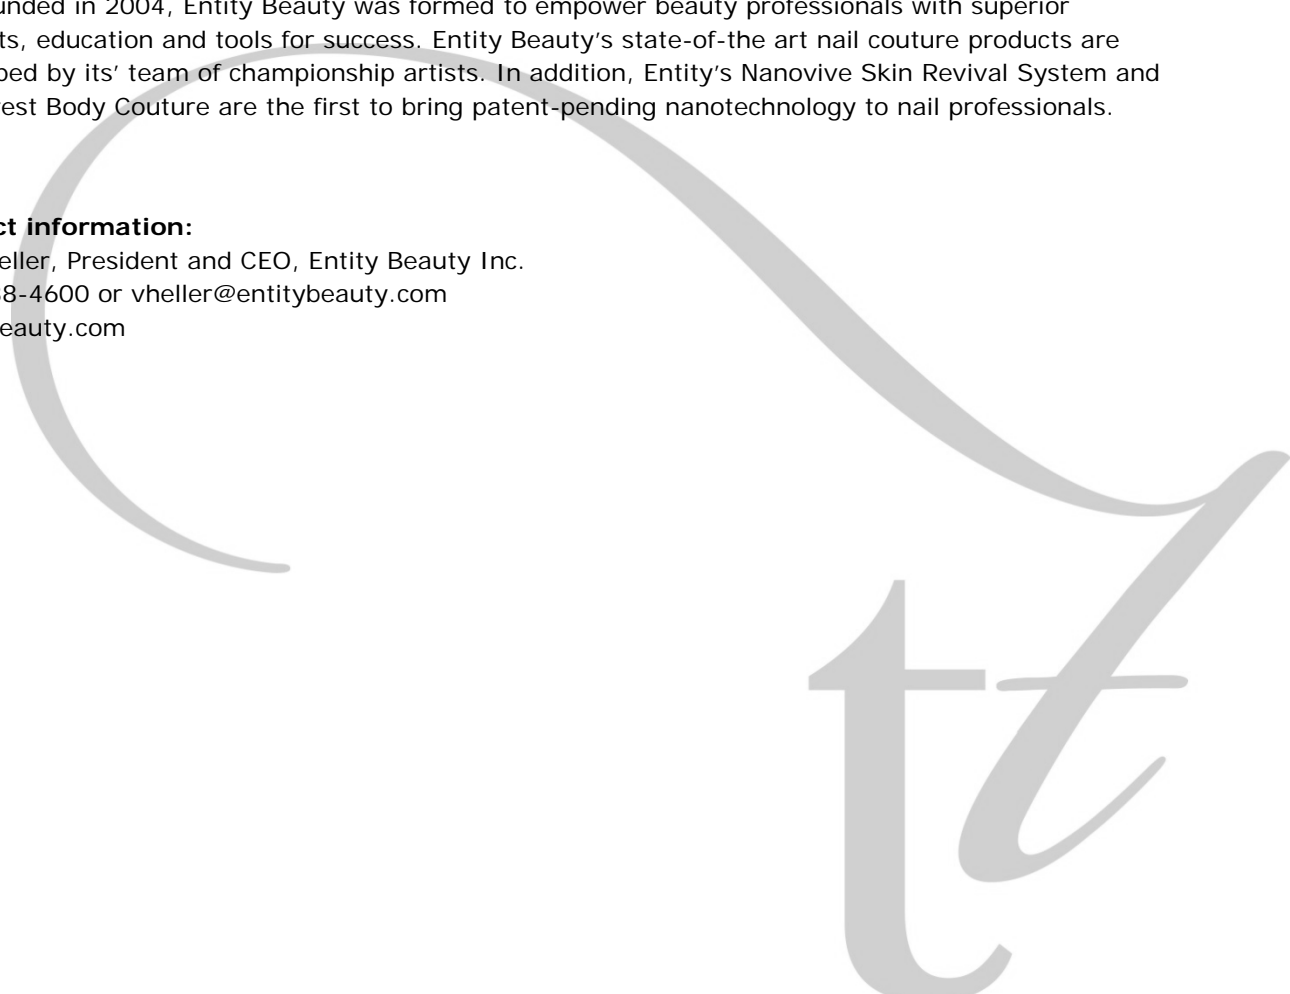 unded in 2004, Entity Beauty was formed to empower beauty professionals with superior
ts, education and tools for success. Entity Beauty’s state-of-the art nail couture products are
ped by its’ team of championship artists. In addition, Entity’s Nanovive Skin Revival System and
rest Body Couture are the first to bring patent-pending nanotechnology to nail professionals.
ct information:
eller, President and CEO, Entity Beauty Inc.
38-4600 or vheller@entitybeauty.com
eauty.com
tt